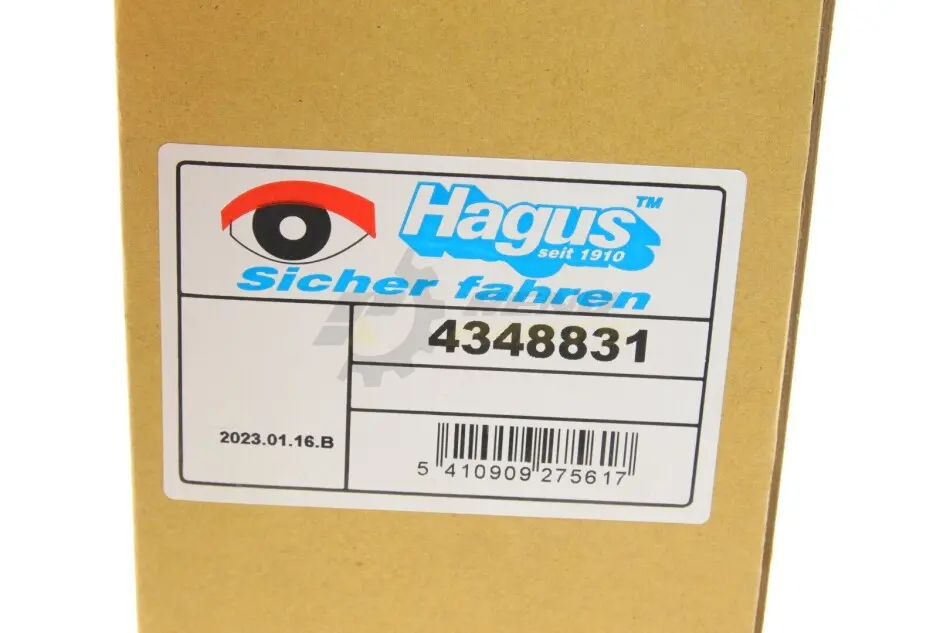 Hagus™
seit 1910
Sicher fahren
4348831
2023.01.16.B
5 410909 275617